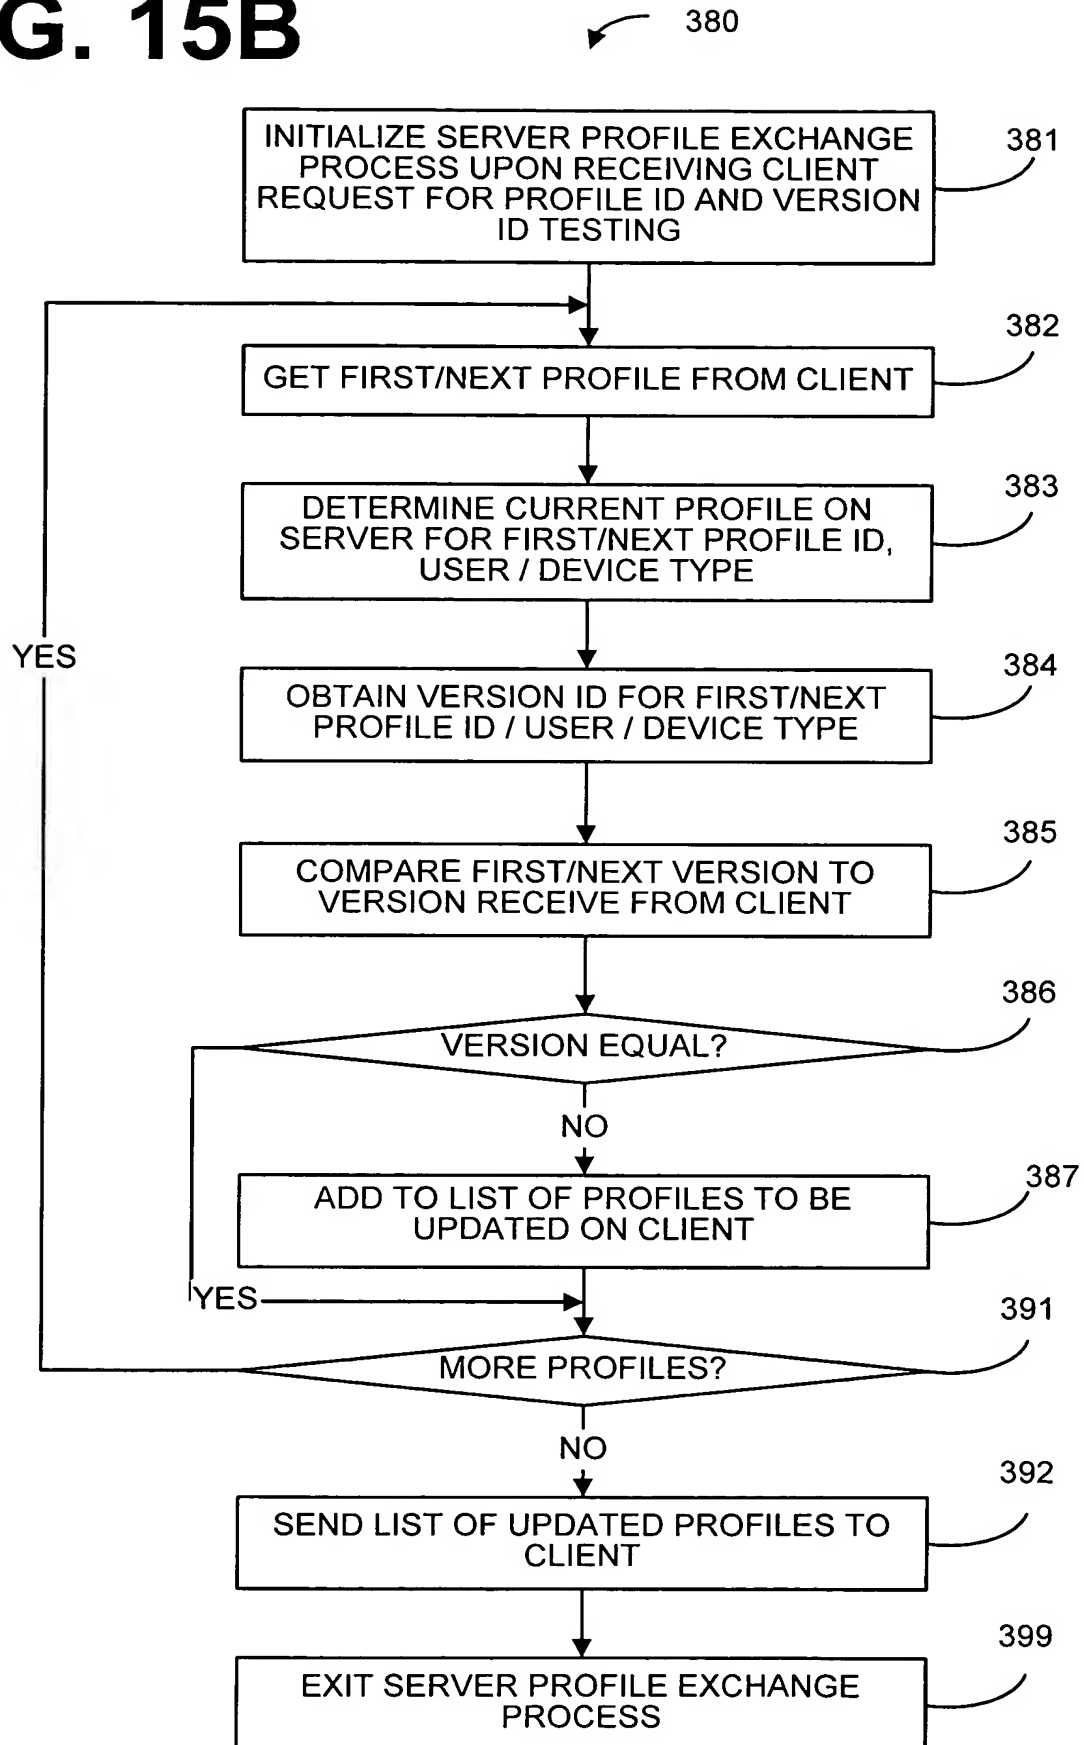 G. 15B
380
INITIALIZE SERVER PROFILE EXCHANGE
PROCESS UPON RECEIVING CLIENT
REQUEST FOR PROFILE ID AND VERSION
ID TESTING
381
GET FIRST/NEXT PROFILE FROM CLIENT
382
DETERMINE CURRENT PROFILE ON
SERVER FOR FIRST/NEXT PROFILE ID,
USER / DEVICE TYPE
383
YES
OBTAIN VERSION ID FOR FIRST/NEXT
PROFILE ID / USER / DEVICE TYPE
384
COMPARE FIRST/NEXT VERSION TO
VERSION RECEIVE FROM CLIENT
385
VERSION EQUAL?
386
NO
ADD TO LIST OF PROFILES TO BE
UPDATED ON CLIENT
387
YES
MORE PROFILES?
391
NO
SEND LIST OF UPDATED PROFILES TO
CLIENT
392
EXIT SERVER PROFILE EXCHANGE
PROCESS
399